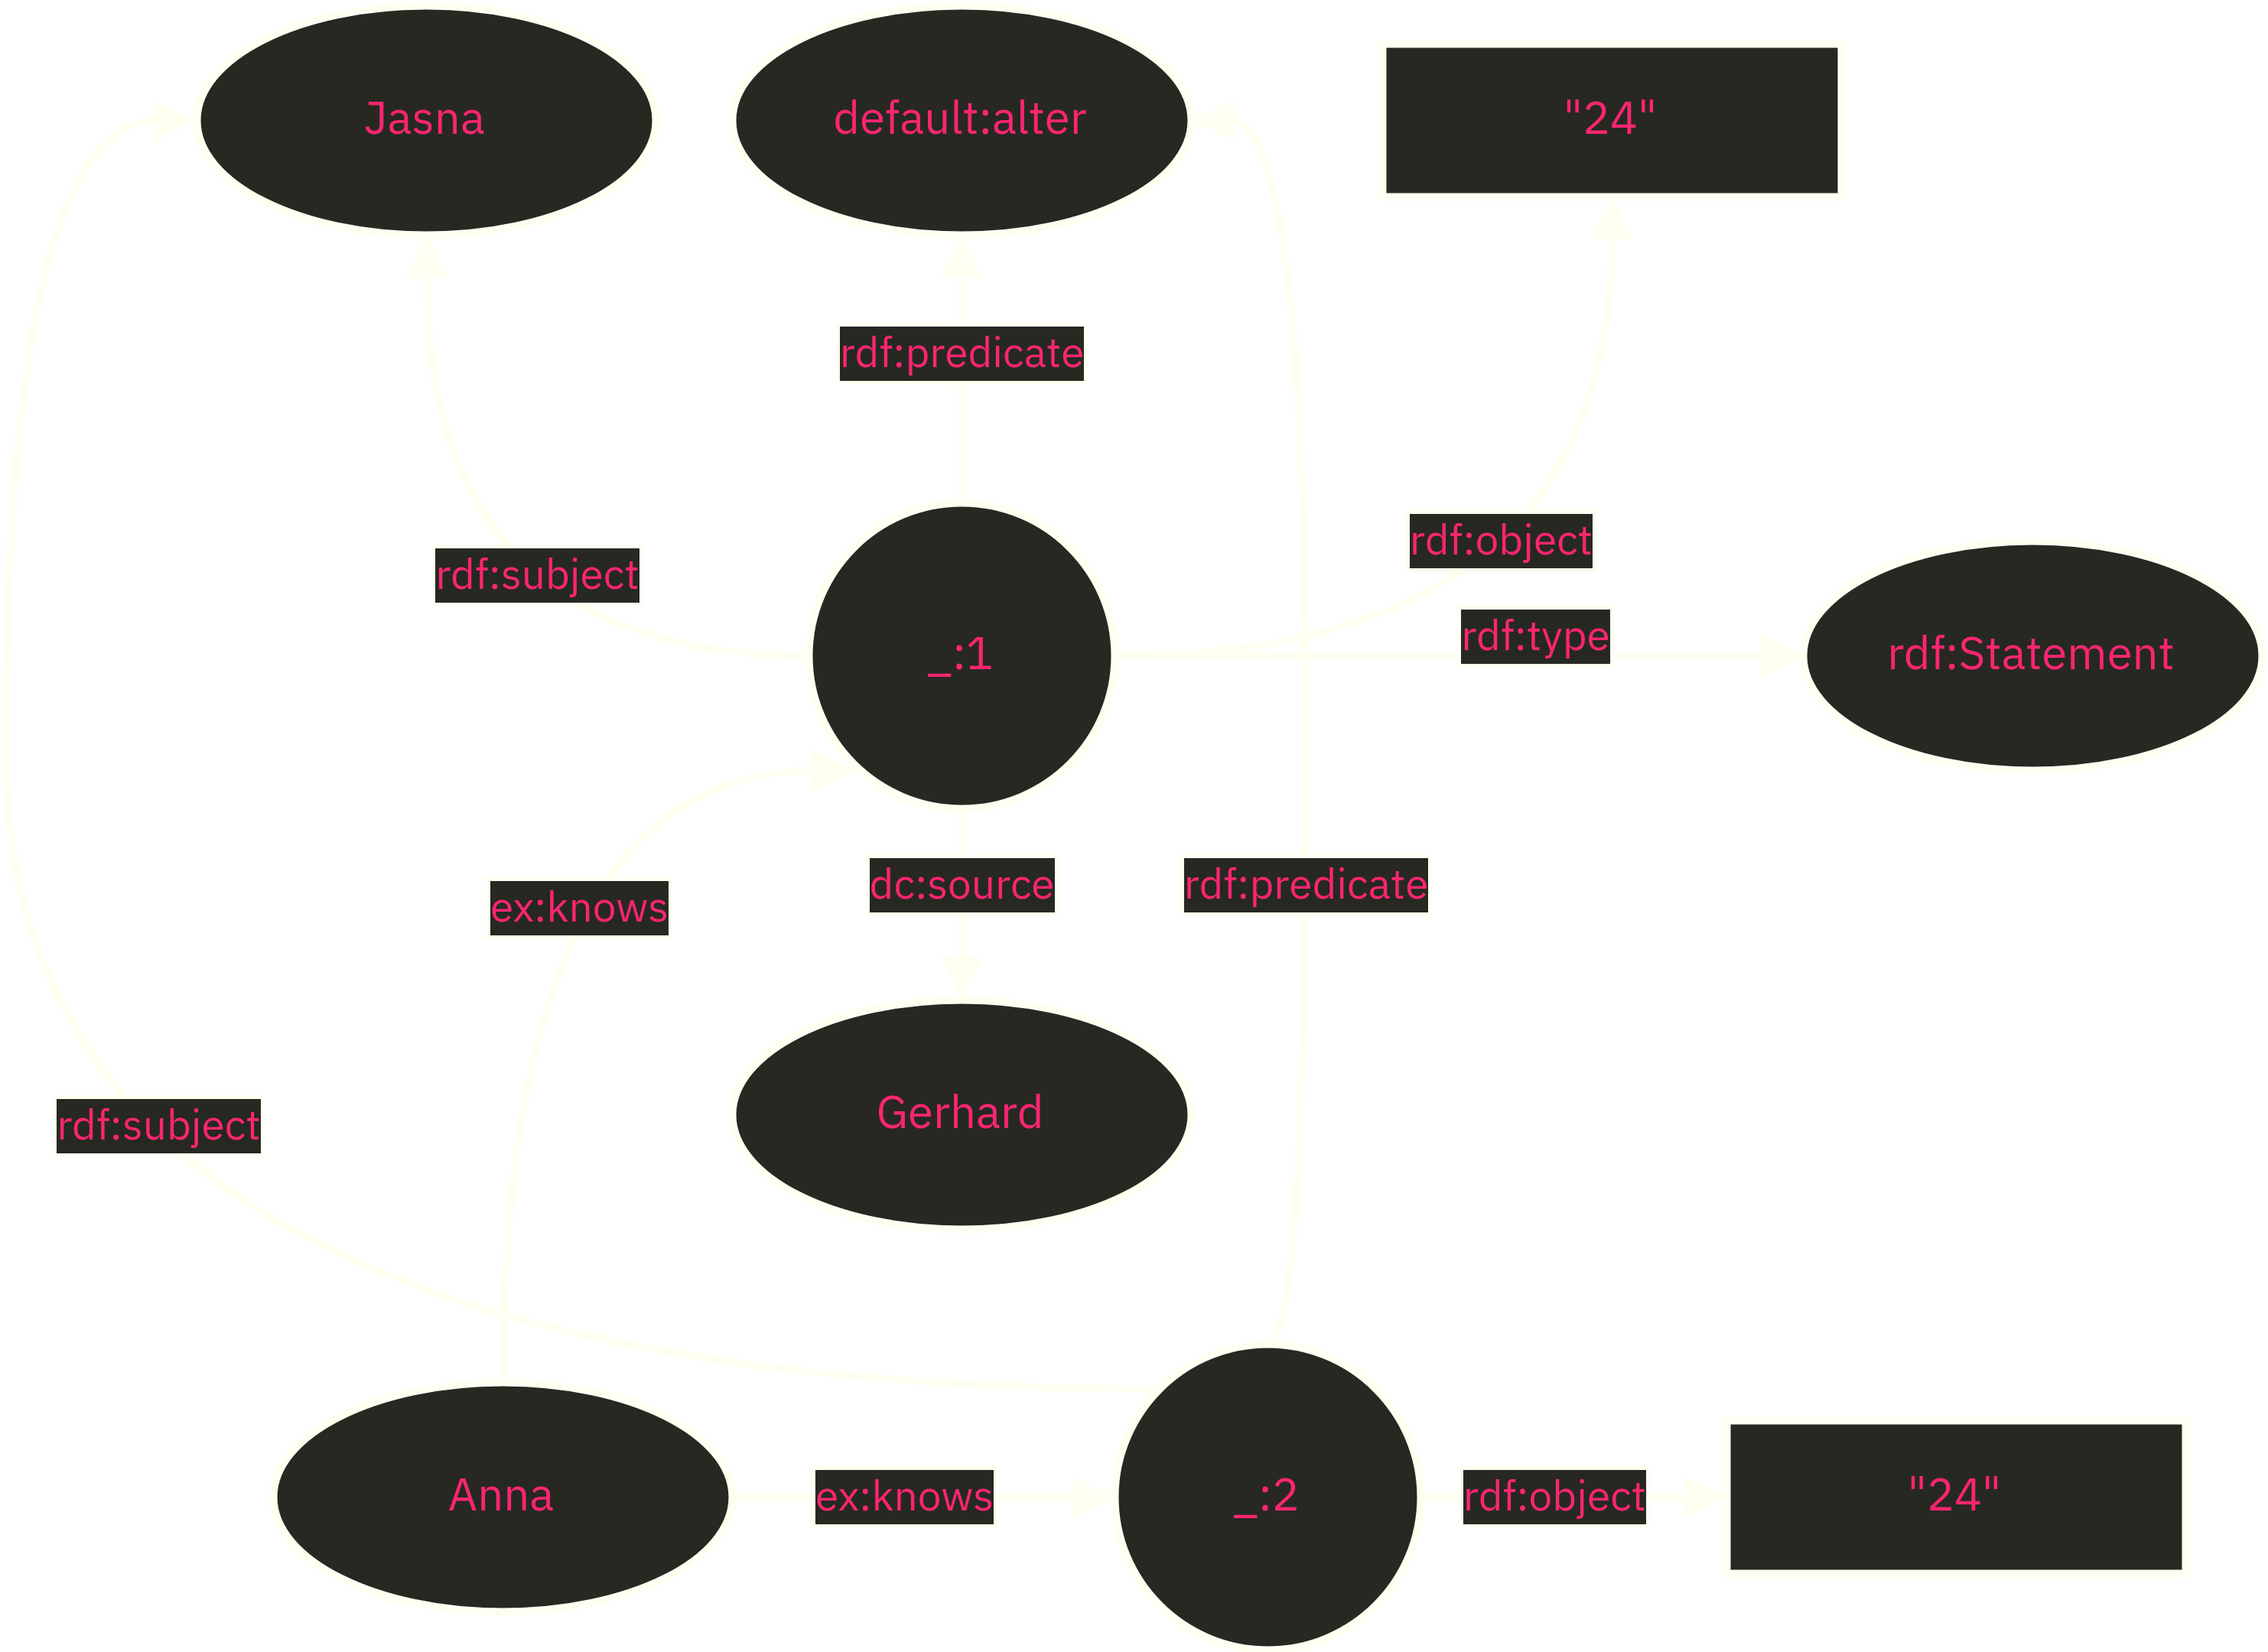 Jasna
default:alter
"24"
rdf:predicate
rdf:object
rdf:subject
rdf:type
_:1
rdf:Statement
dc:source
rdf:predicate
ex:knows
Gerhard
rdf:subject
Anna
ex:knows
_:2
rdf:object
"24"